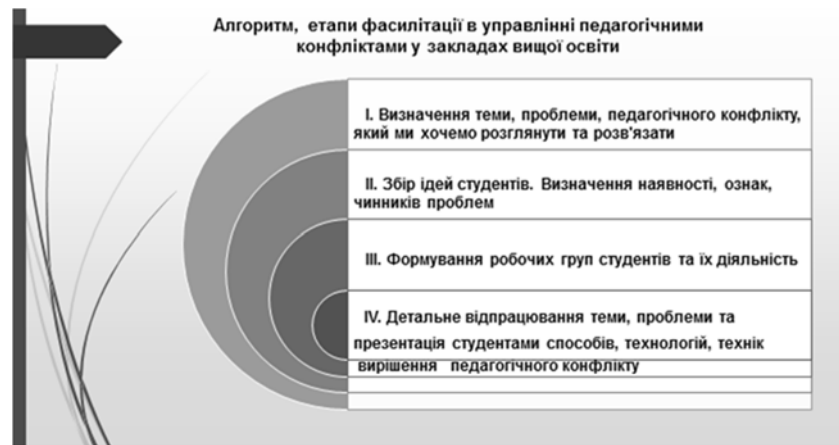 Алгоритм, етапи фасилітації в управлінні педагогічними
конфліктами у закладах вищої освіти
І. Визначення теми, проблеми, педагогічного конфлікту,
який ми хочемо розглянути та розв'язати
ІІ. Збір ідей студентів. Визначення наявності, ознак,
чинників проблем
ІІІ. Формування робочих груп студентів та їх діяльність
IV. Детальне відпрацювання теми, проблеми та
презентація студентами способів, технологій, технік
вирішення педагогічного конфлікту